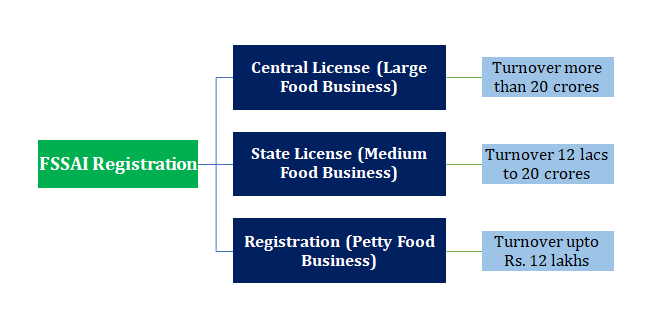 FSSAI Registration
Central License (Large
Food Business)
Turnover more
than 20 crores
State License (Medium
Food Business)
Turnover 12 lacs
to 20 crores
Registration (Petty Food
Business)
Turnover upto
Rs. 12 lakhs